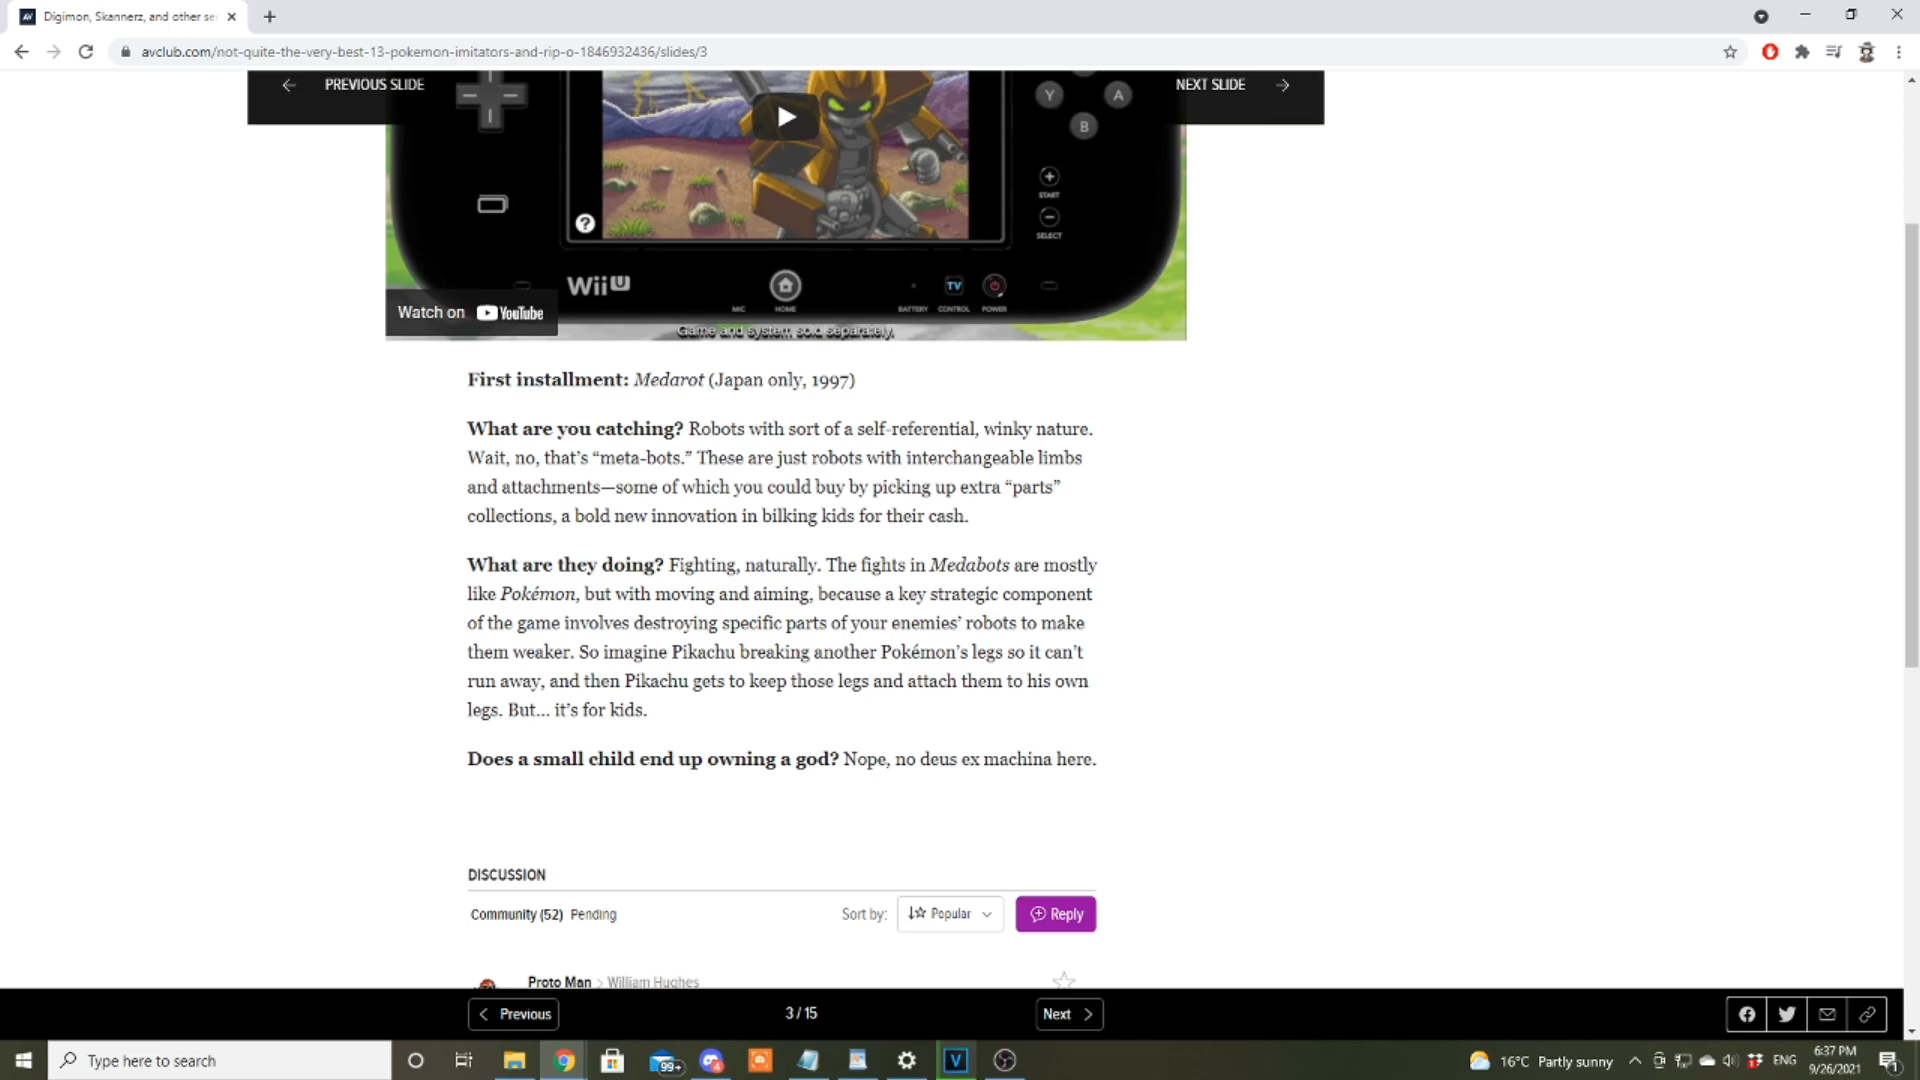 Digimon, Skannerz, and other se
avclub.com/not-quite-the-very-best-13-pokemon-imitators-and-rip-o-1846932436/slides/3
PREVIOUS SLIDE
NEXT SLIDE
Y
A
B
START
SELECT
?
Wii U
TV
MIC
HOME
BATTERY
CONTROL
POWER
Watch on YouTube
Game and system sold separately.
First installment: Medarot (Japan only, 1997)
What are you catching? Robots with sort of a self-referential, winky nature.
Wait, no, that’s “meta-bots.” These are just robots with interchangeable limbs
and attachments—some of which you could buy by picking up extra “parts”
collections, a bold new innovation in bilking kids for their cash.
What are they doing? Fighting, naturally. The fights in Medabots are mostly
like Pokémon, but with moving and aiming, because a key strategic component
of the game involves destroying specific parts of your enemies’ robots to make
them weaker. So imagine Pikachu breaking another Pokémon’s legs so it can’t
run away, and then Pikachu gets to keep those legs and attach them to his own
legs. But... it’s for kids.
Does a small child end up owning a god? Nope, no deus ex machina here.
DISCUSSION
Community (52) Pending
Sort by: Popular
Reply
Proto Man > William Hughes
Previous
3 / 15
Next
Type here to search
99+
V
16°C Partly sunny
ENG
6:37 PM
9/26/2021
1